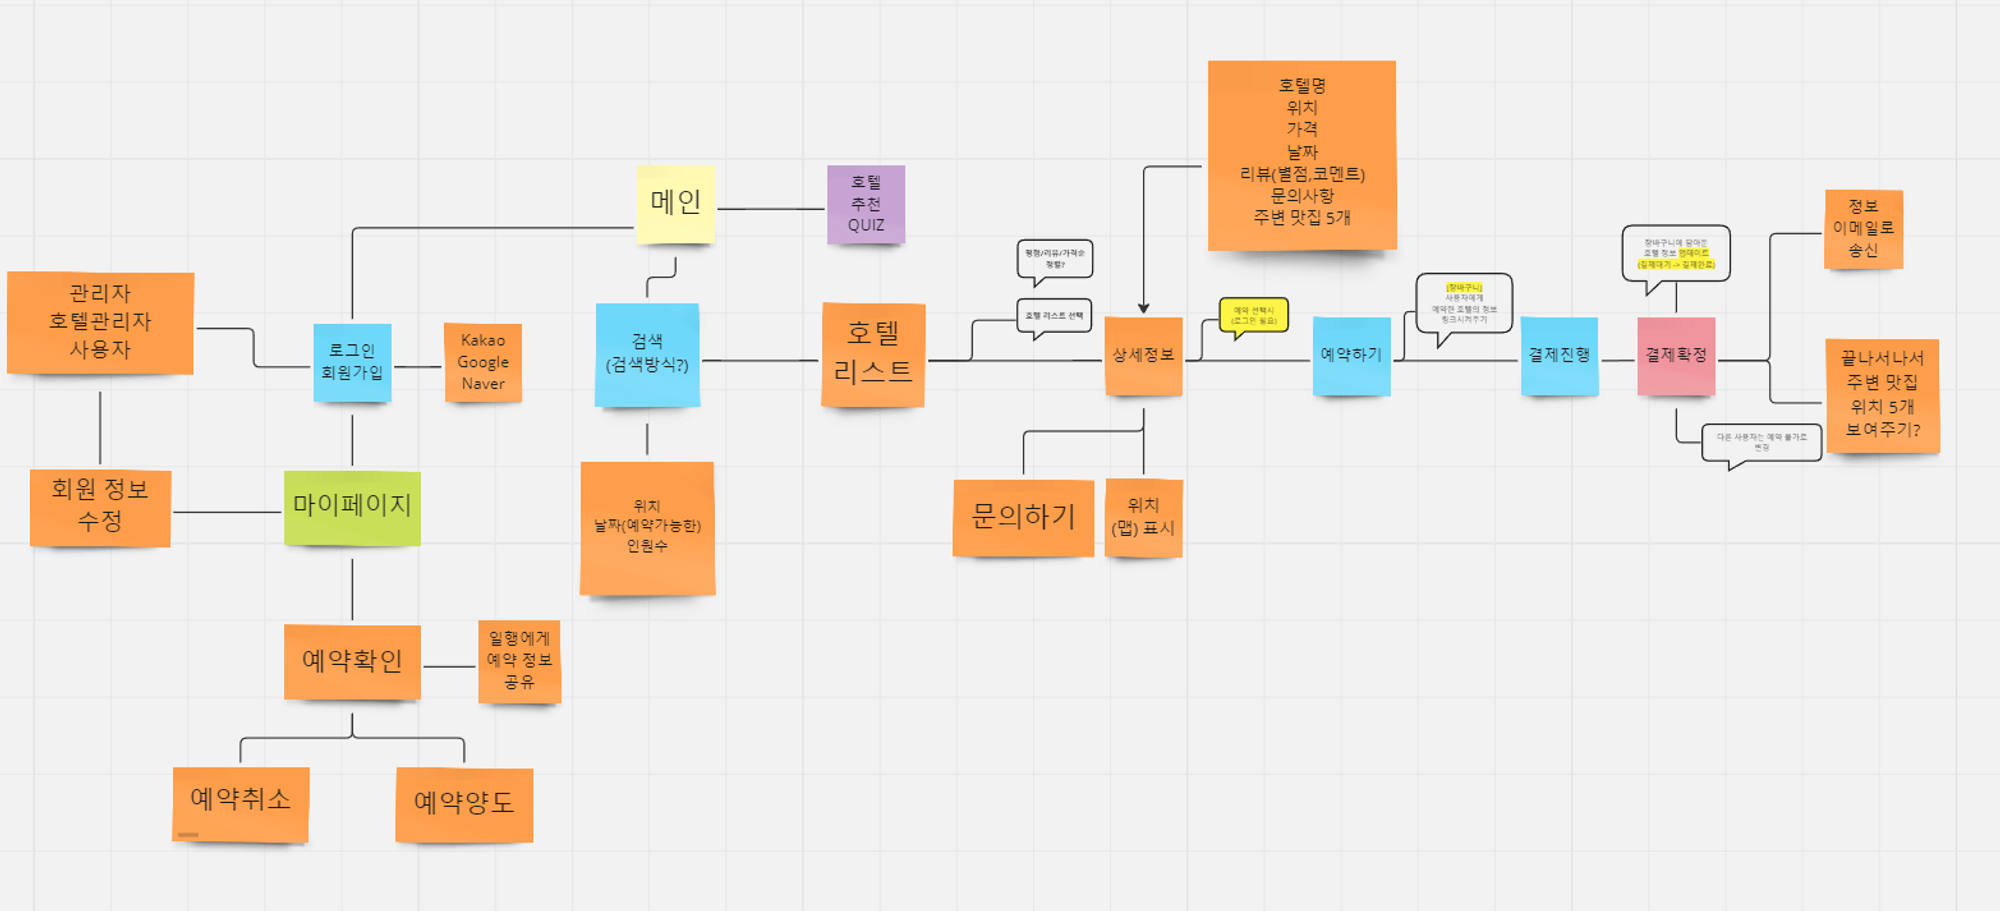 호텔명
위치
가격
날짜
리뷰(별점,코멘트)
문의사항
주변 맛집 5개
메인
호텔
추천
QUIZ
정보
이메일로
송신
평점/리뷰/가격순
정렬?
장바구니에 담아둔
호텔 정보 업데이트
(결제대기 -> 결제완료)
관리자
호텔관리자
사용자
로그인
회원가입
Kakao
Google
Naver
검색
(검색방식?)
호텔
리스트
호텔 리스트 선택
상세정보
예약 선택시
(로그인 필요)
예약하기
[장바구니]
사용자에게
예약한 호텔의 정보
링크시켜주기
결제진행
결제확정
끝나서나서
주변 맛집
위치 5개
보여주기?
다른 사용자는 예약 불가로
변경
회원 정보
수정
마이페이지
위치
날짜(예약가능한)
인원수
문의하기
위치
(맵) 표시
예약확인
일행에게
예약 정보
공유
예약취소
예약양도